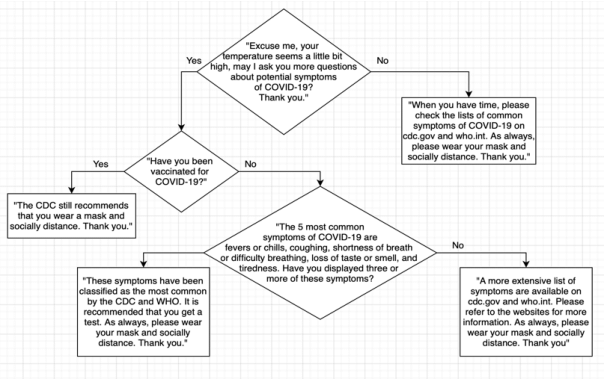 "Excuse me, your
temperature seems a little bit
high, may I ask you more questions
about potential symptoms
of COVID-19?
Thank you."
Yes
No
"When you have time, please
check the lists of common
symptoms of COVID-19 on
cdc.gov and who.int. As always,
please wear your mask and
socially distance. Thank you."
"Have you been
vaccinated for
COVID-19?"
Yes
No
"The CDC still recommends
that you wear a mask and
socially distance. Thank you."
"The 5 most common
symptoms of COVID-19 are
fevers or chills, coughing, shortness of breath
or difficulty breathing, loss of taste or smell, and
tiredness. Have you displayed three or
more of these symptoms?
No
"These symptoms have been
classified as the most common
by the CDC and WHO. It is
recommended that you get a
test. As always, please wear
your mask and socially
distance. Thank you."
"A more extensive list of
symptoms are available on
cdc.gov and who.int. Please
refer to the websites for more
information. As always, please
wear your mask and socially
distance. Thank you"